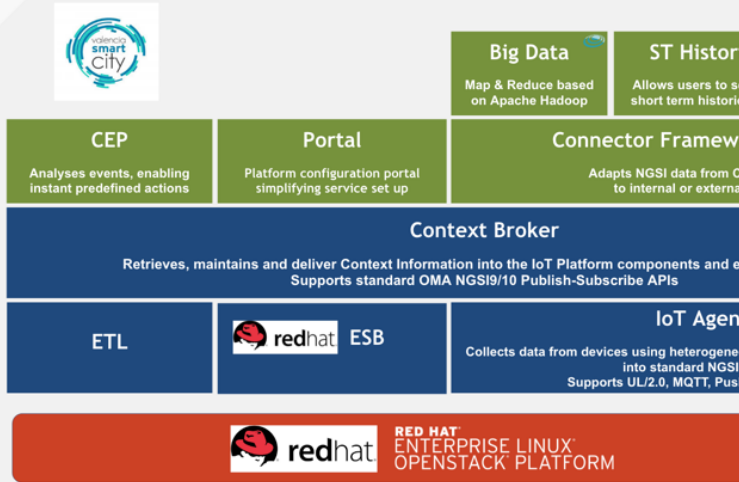 valencia
smart
city
Big Data
Map & Reduce based
on Apache Hadoop
ST Histor
Allows users to s
short term histori
CEP
Analyses events, enabling
instant predefined actions
Portal
Platform configuration portal
simplifying service set up
Connector Framew
Adapts NGSI data from C
to internal or externa
Context Broker
Retrieves, maintains and deliver Context Information into the IoT Platform components and e
Supports standard OMA NGSI9/10 Publish-Subscribe APIs
ETL
redhat. ESB
IoT Agen
Collects data from devices using heterogene
into standard NGSI
Supports UL/2.0, MQTT, Pus
redhat.
RED HAT
ENTERPRISE LINUX
OPENSTACK PLATFORM